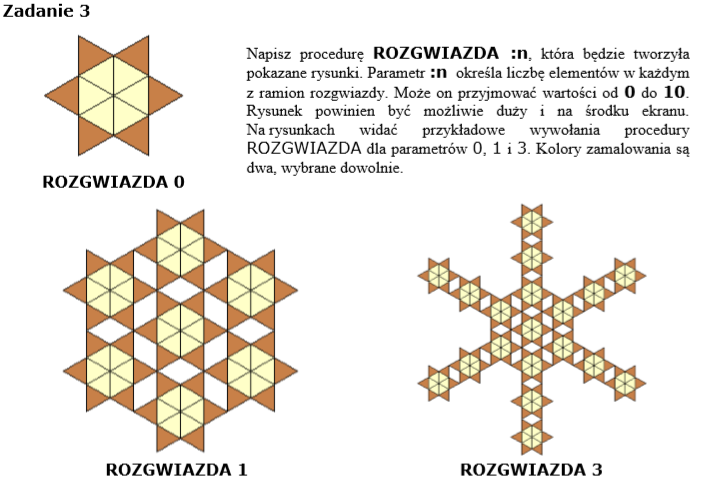 Zadanie 3
Napisz procedurę ROZGWIAZDA :n, która będzie tworzyła
pokazane rysunki. Parametr :n określa liczbę elementów w każdym
z ramion rozgwiazdy. Może on przyjmować wartości od 0 do 10.
Rysunek powinien być możliwie duży i na środku ekranu.
Na rysunkach widać przykładowe wywołania procedury
ROZGWIAZDA dla parametrów 0, 1 i 3. Kolory zamalowania są
dwa, wybrane dowolnie.
ROZGWIAZDA 0
ROZGWIAZDA 1
ROZGWIAZDA 3